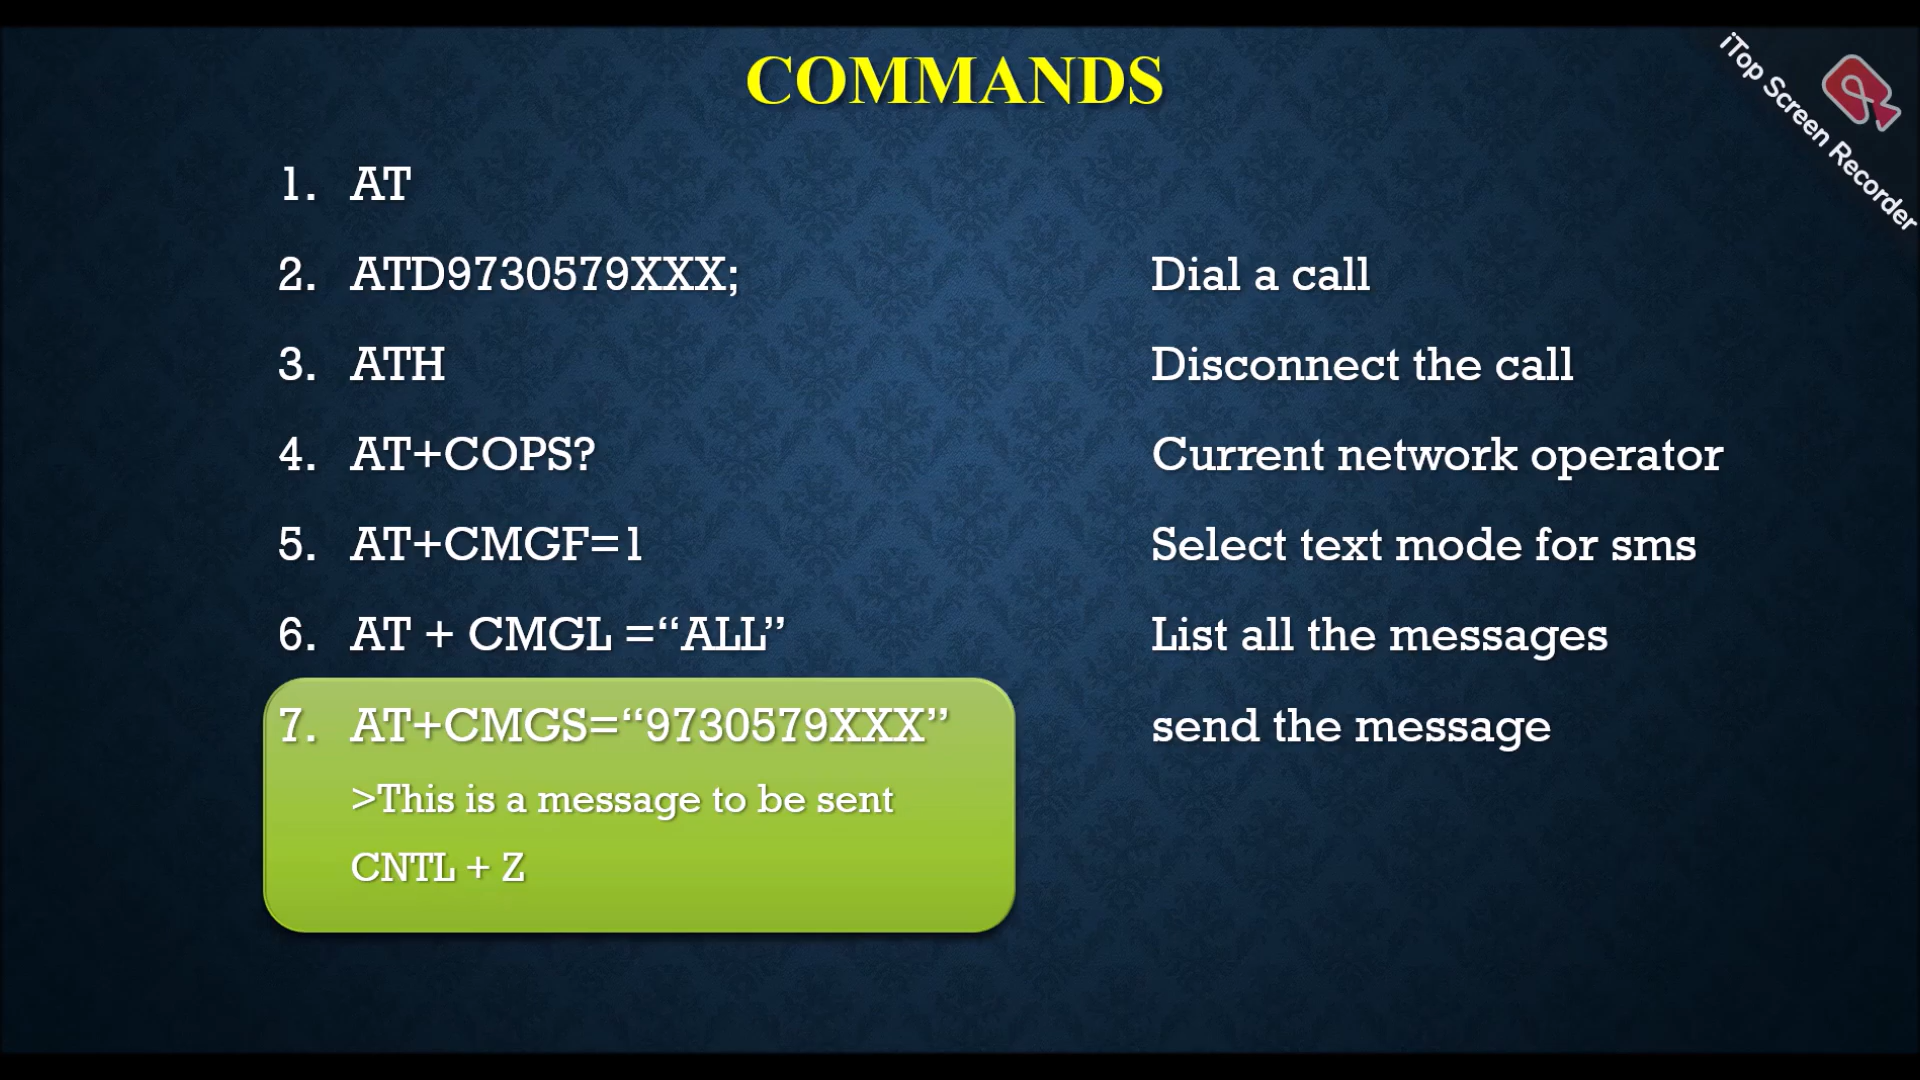 COMMANDS
iTop Screen Recorder
1. AT
2. ATD9730579XXX; Dial a call
3. ATH Disconnect the call
4. AT+COPS? Current network operator
5. AT+CMGF=1 Select text mode for sms
6. AT + CMGL =“ALL” List all the messages
7. AT+CMGS=“9730579XXX” send the message
>This is a message to be sent
CNTL + Z